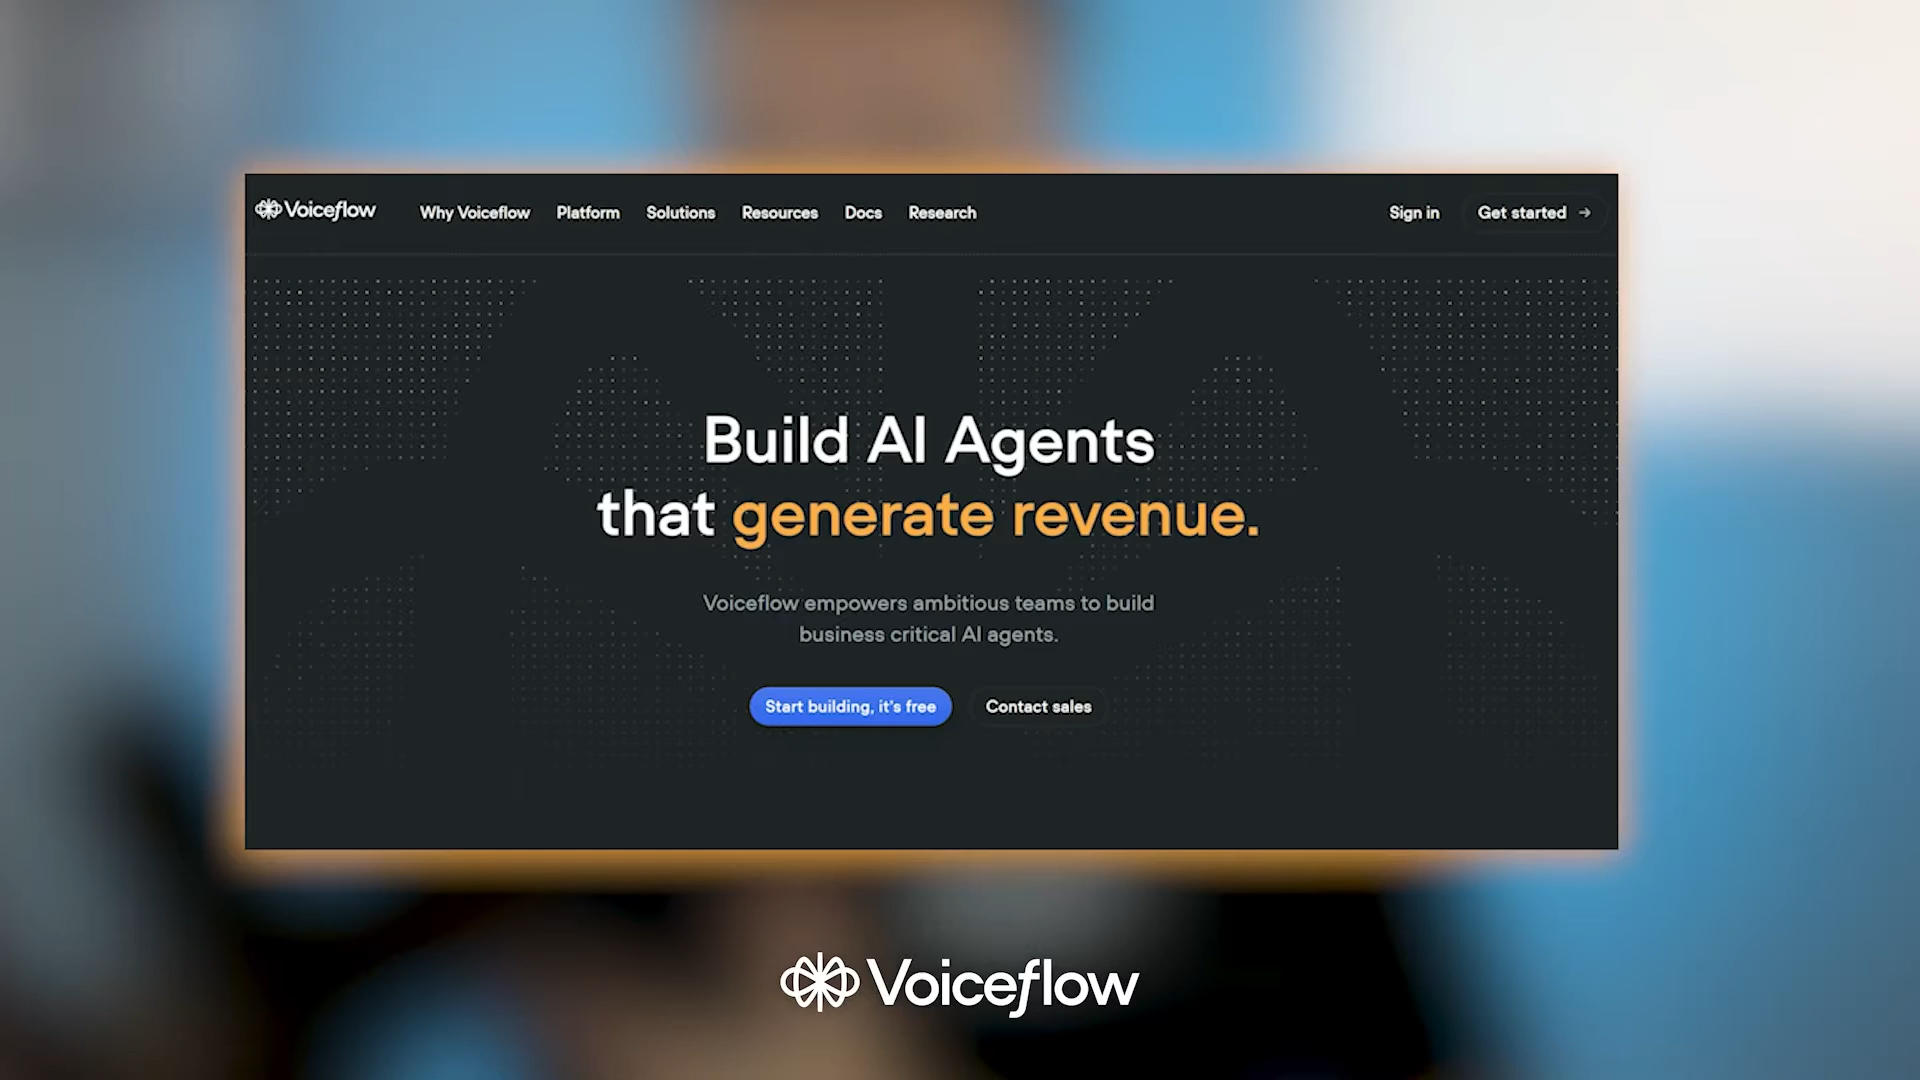 Voiceflow Why Voiceflow Platform Solutions Resources Docs Research Sign in Get started →
Build AI Agents
that generate revenue.
Voiceflow empowers ambitious teams to build
business critical AI agents.
Start building, it's free Contact sales
Voiceflow